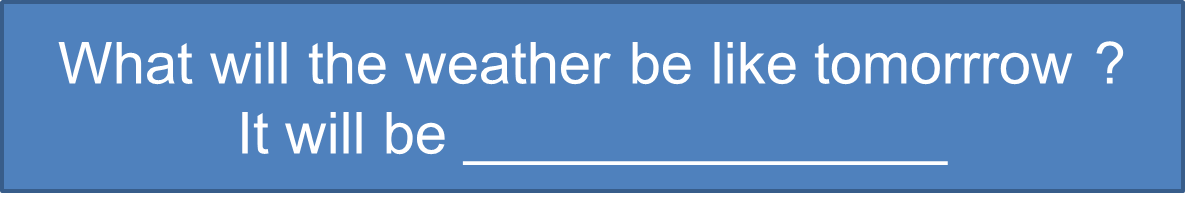 What will the weather be like tomorrrow ?
It will be ________________